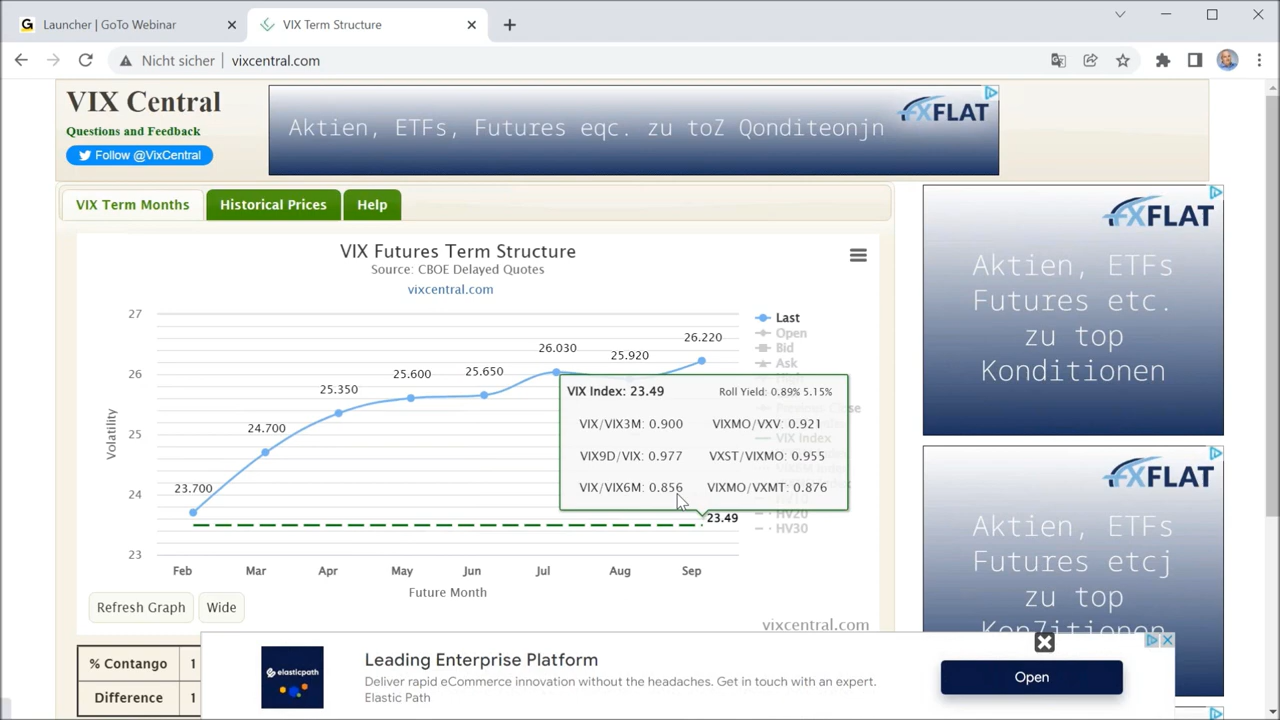 G Launcher | GoTo Webinar
VIX Term Structure
Nicht sicher | vixcentral.com
VIX Central
Questions and Feedback
Follow @VixCentral
Aktien, ETFs, Futures eqc. zu toZ Qonditeonjn
FXFLAT
VIX Term Months
Historical Prices
Help
VIX Futures Term Structure
Source: CBOE Delayed Quotes
vixcentral.com
27
26
25
24
23
Volatility
23.700
24.700
25.350
25.600
25.650
26.030
25.920
26.220
Last
Open
Bid
Ask
VIX Index
HV20
HV30
VIX Index: 23.49
Roll Yield: 0.89% 5.15%
VIX/VIX3M: 0.900
VIXMO/VXV: 0.921
VIX9D/VIX: 0.977
VXST/VIXMO: 0.955
VIX/VIX6M: 0.856
VIXMO/VXMT: 0.876
23.49
Feb
Mar
Apr
May
Jun
Jul
Aug
Sep
Future Month
Refresh Graph
Wide
vixcentral.com
% Contango
1
Difference
1
FXFLAT
Aktien, ETFs
Futures etc.
zu top
Konditionen
FXFLAT
Aktien, ETFs
Futures etcj
zu top
Kon7itionen
elasticpath
Leading Enterprise Platform
Deliver rapid eCommerce innovation without the headaches. Get in touch with an expert.
Elastic Path
Open